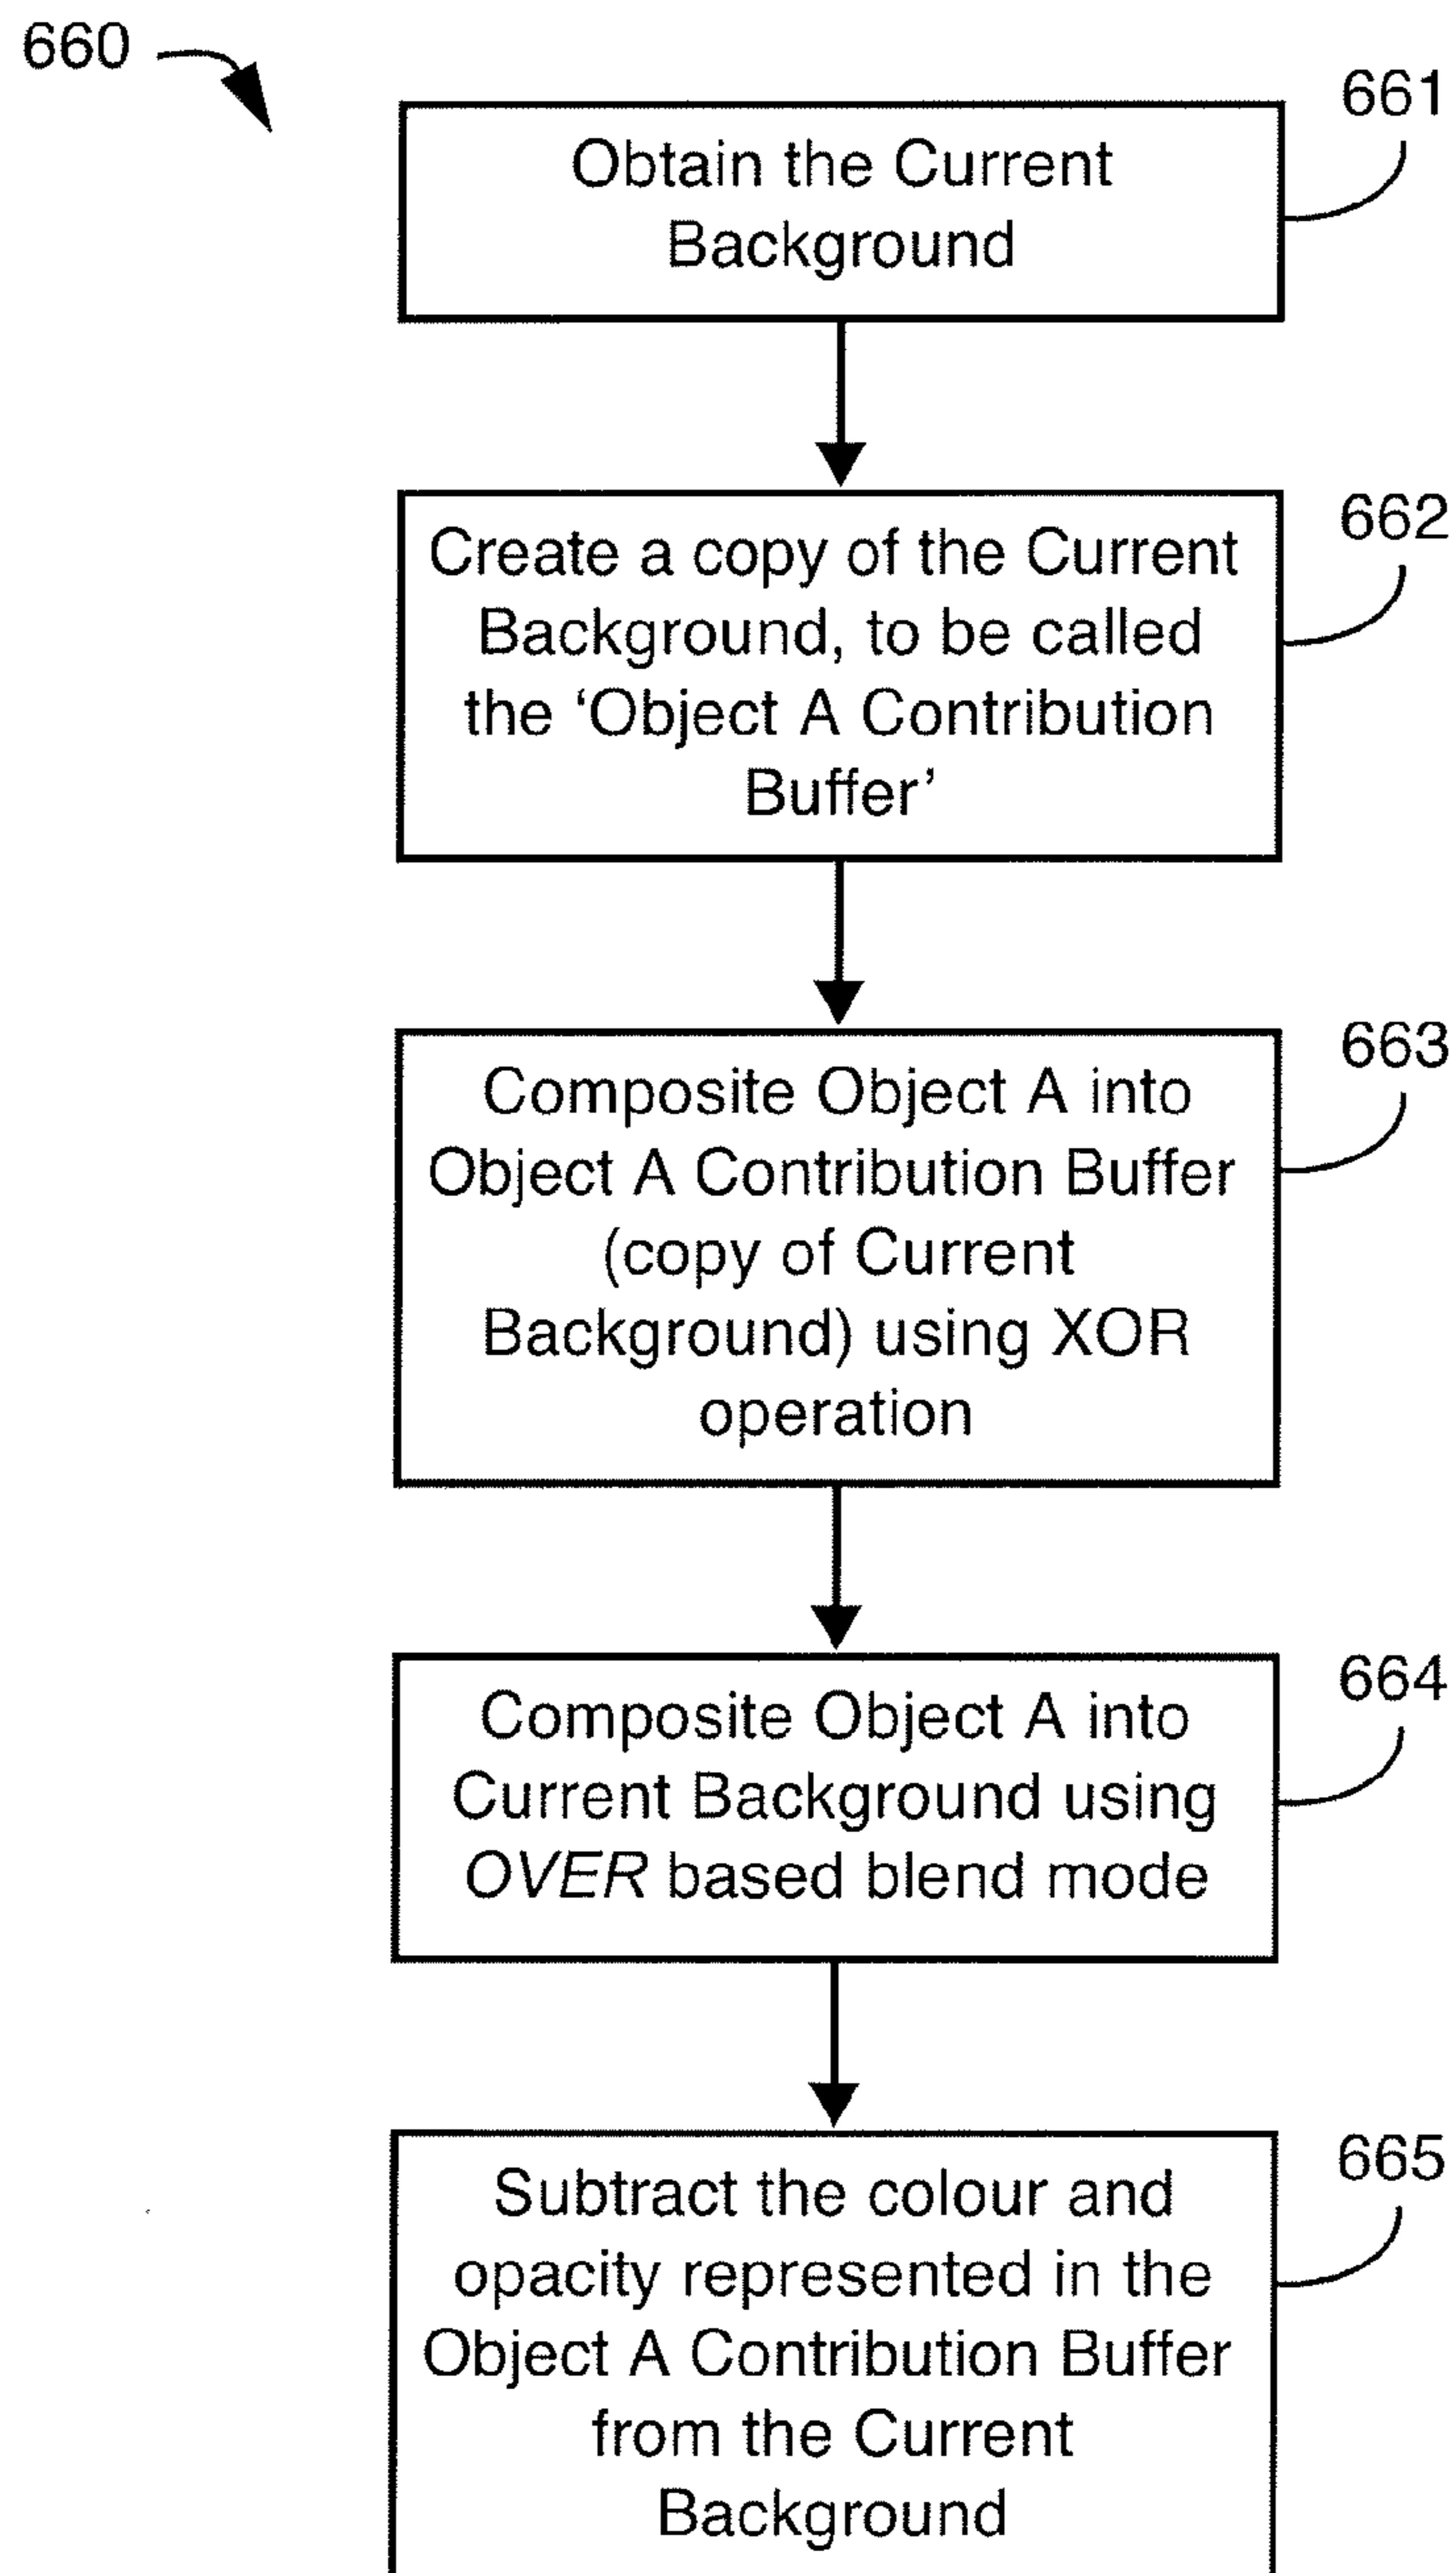 660
661
Obtain the Current
Background
662
Create a copy of the Current
Background, to be called
the ‘Object A Contribution
Buffer’
663
Composite Object A into
Object A Contribution Buffer
(copy of Current
Background) using XOR
operation
664
Composite Object A into
Current Background using
OVER based blend mode
665
Subtract the colour and
opacity represented in the
Object A Contribution Buffer
from the Current
Background